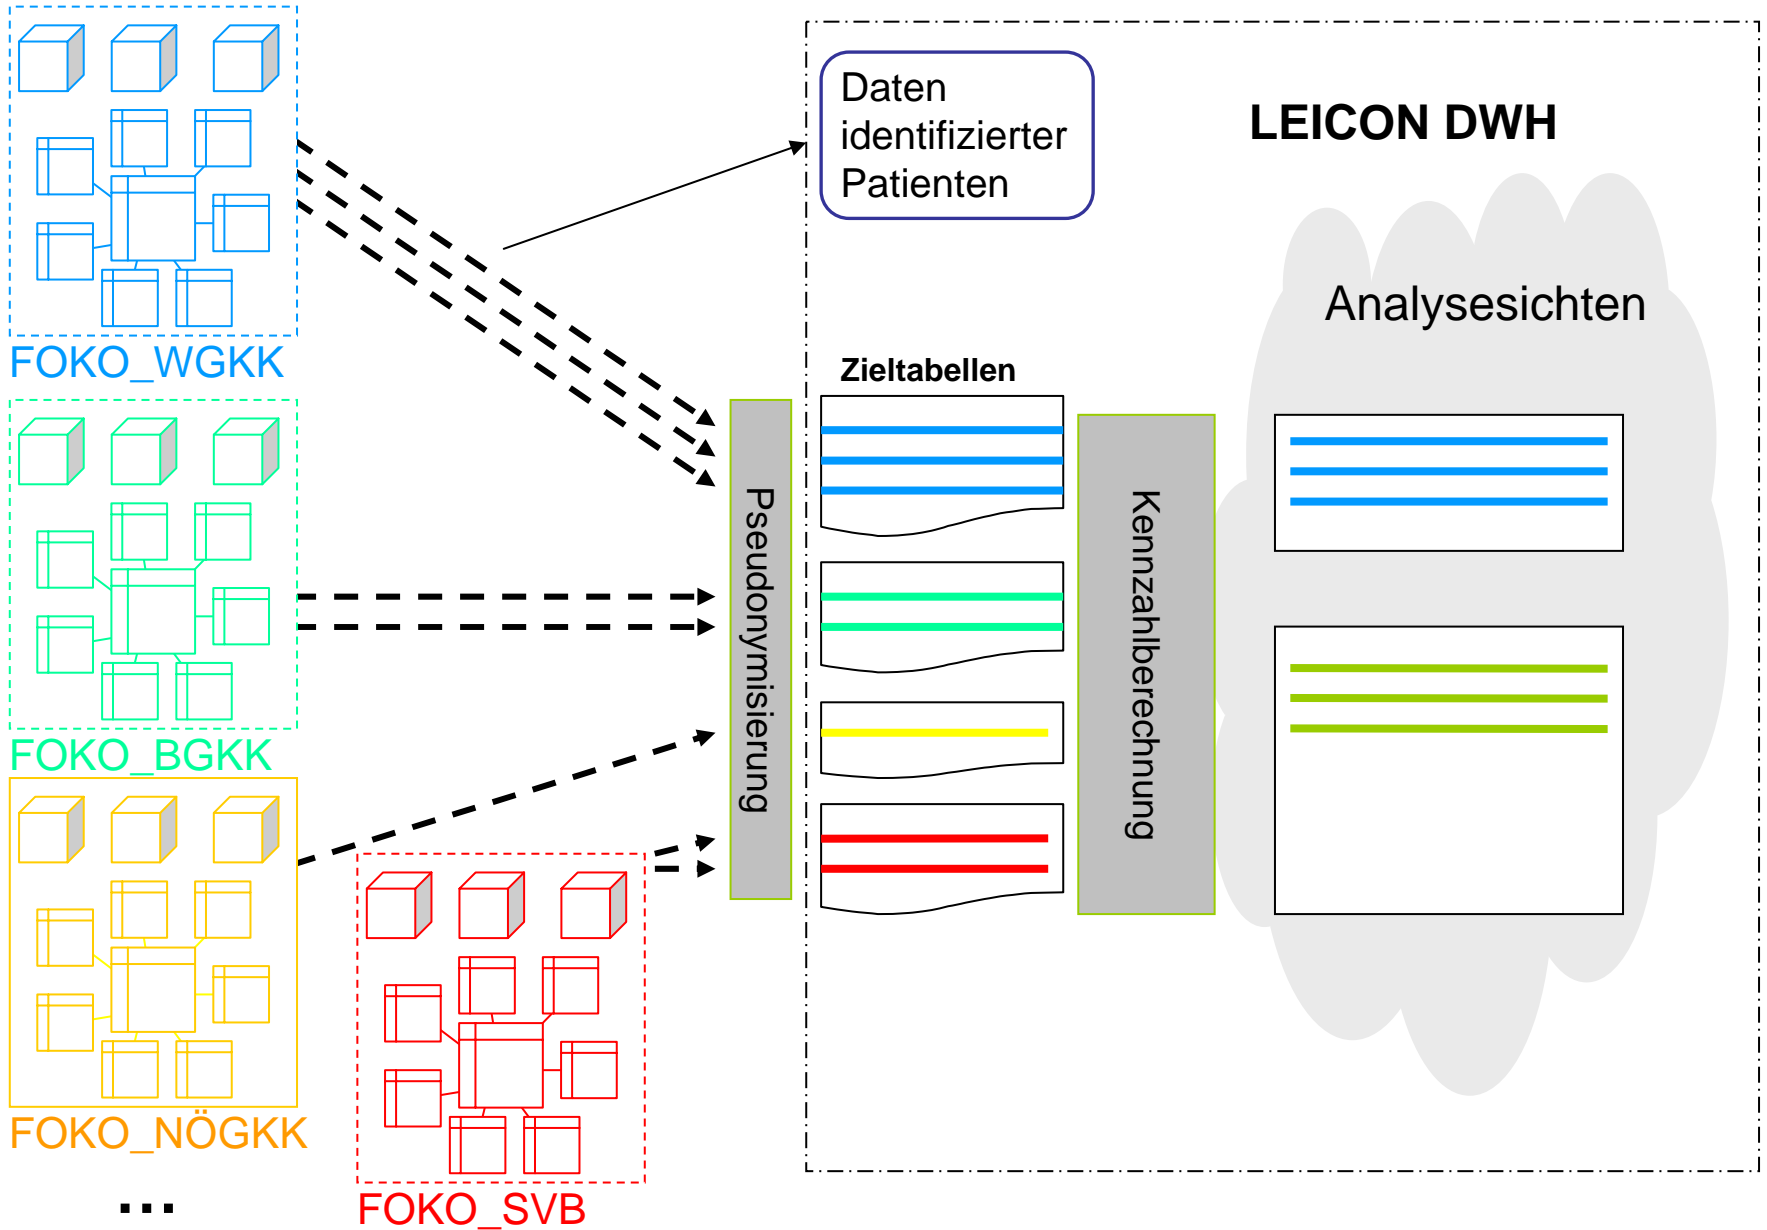 FOKO_WGKK
FOKO_BGKK
FOKO_NÖGKK
...
FOKO_SVB
Pseudonymisierung
Daten
identifizierter
Patienten
LEICON DWH
Zieltabellen
Kennzahlberechnung
Analysesichten